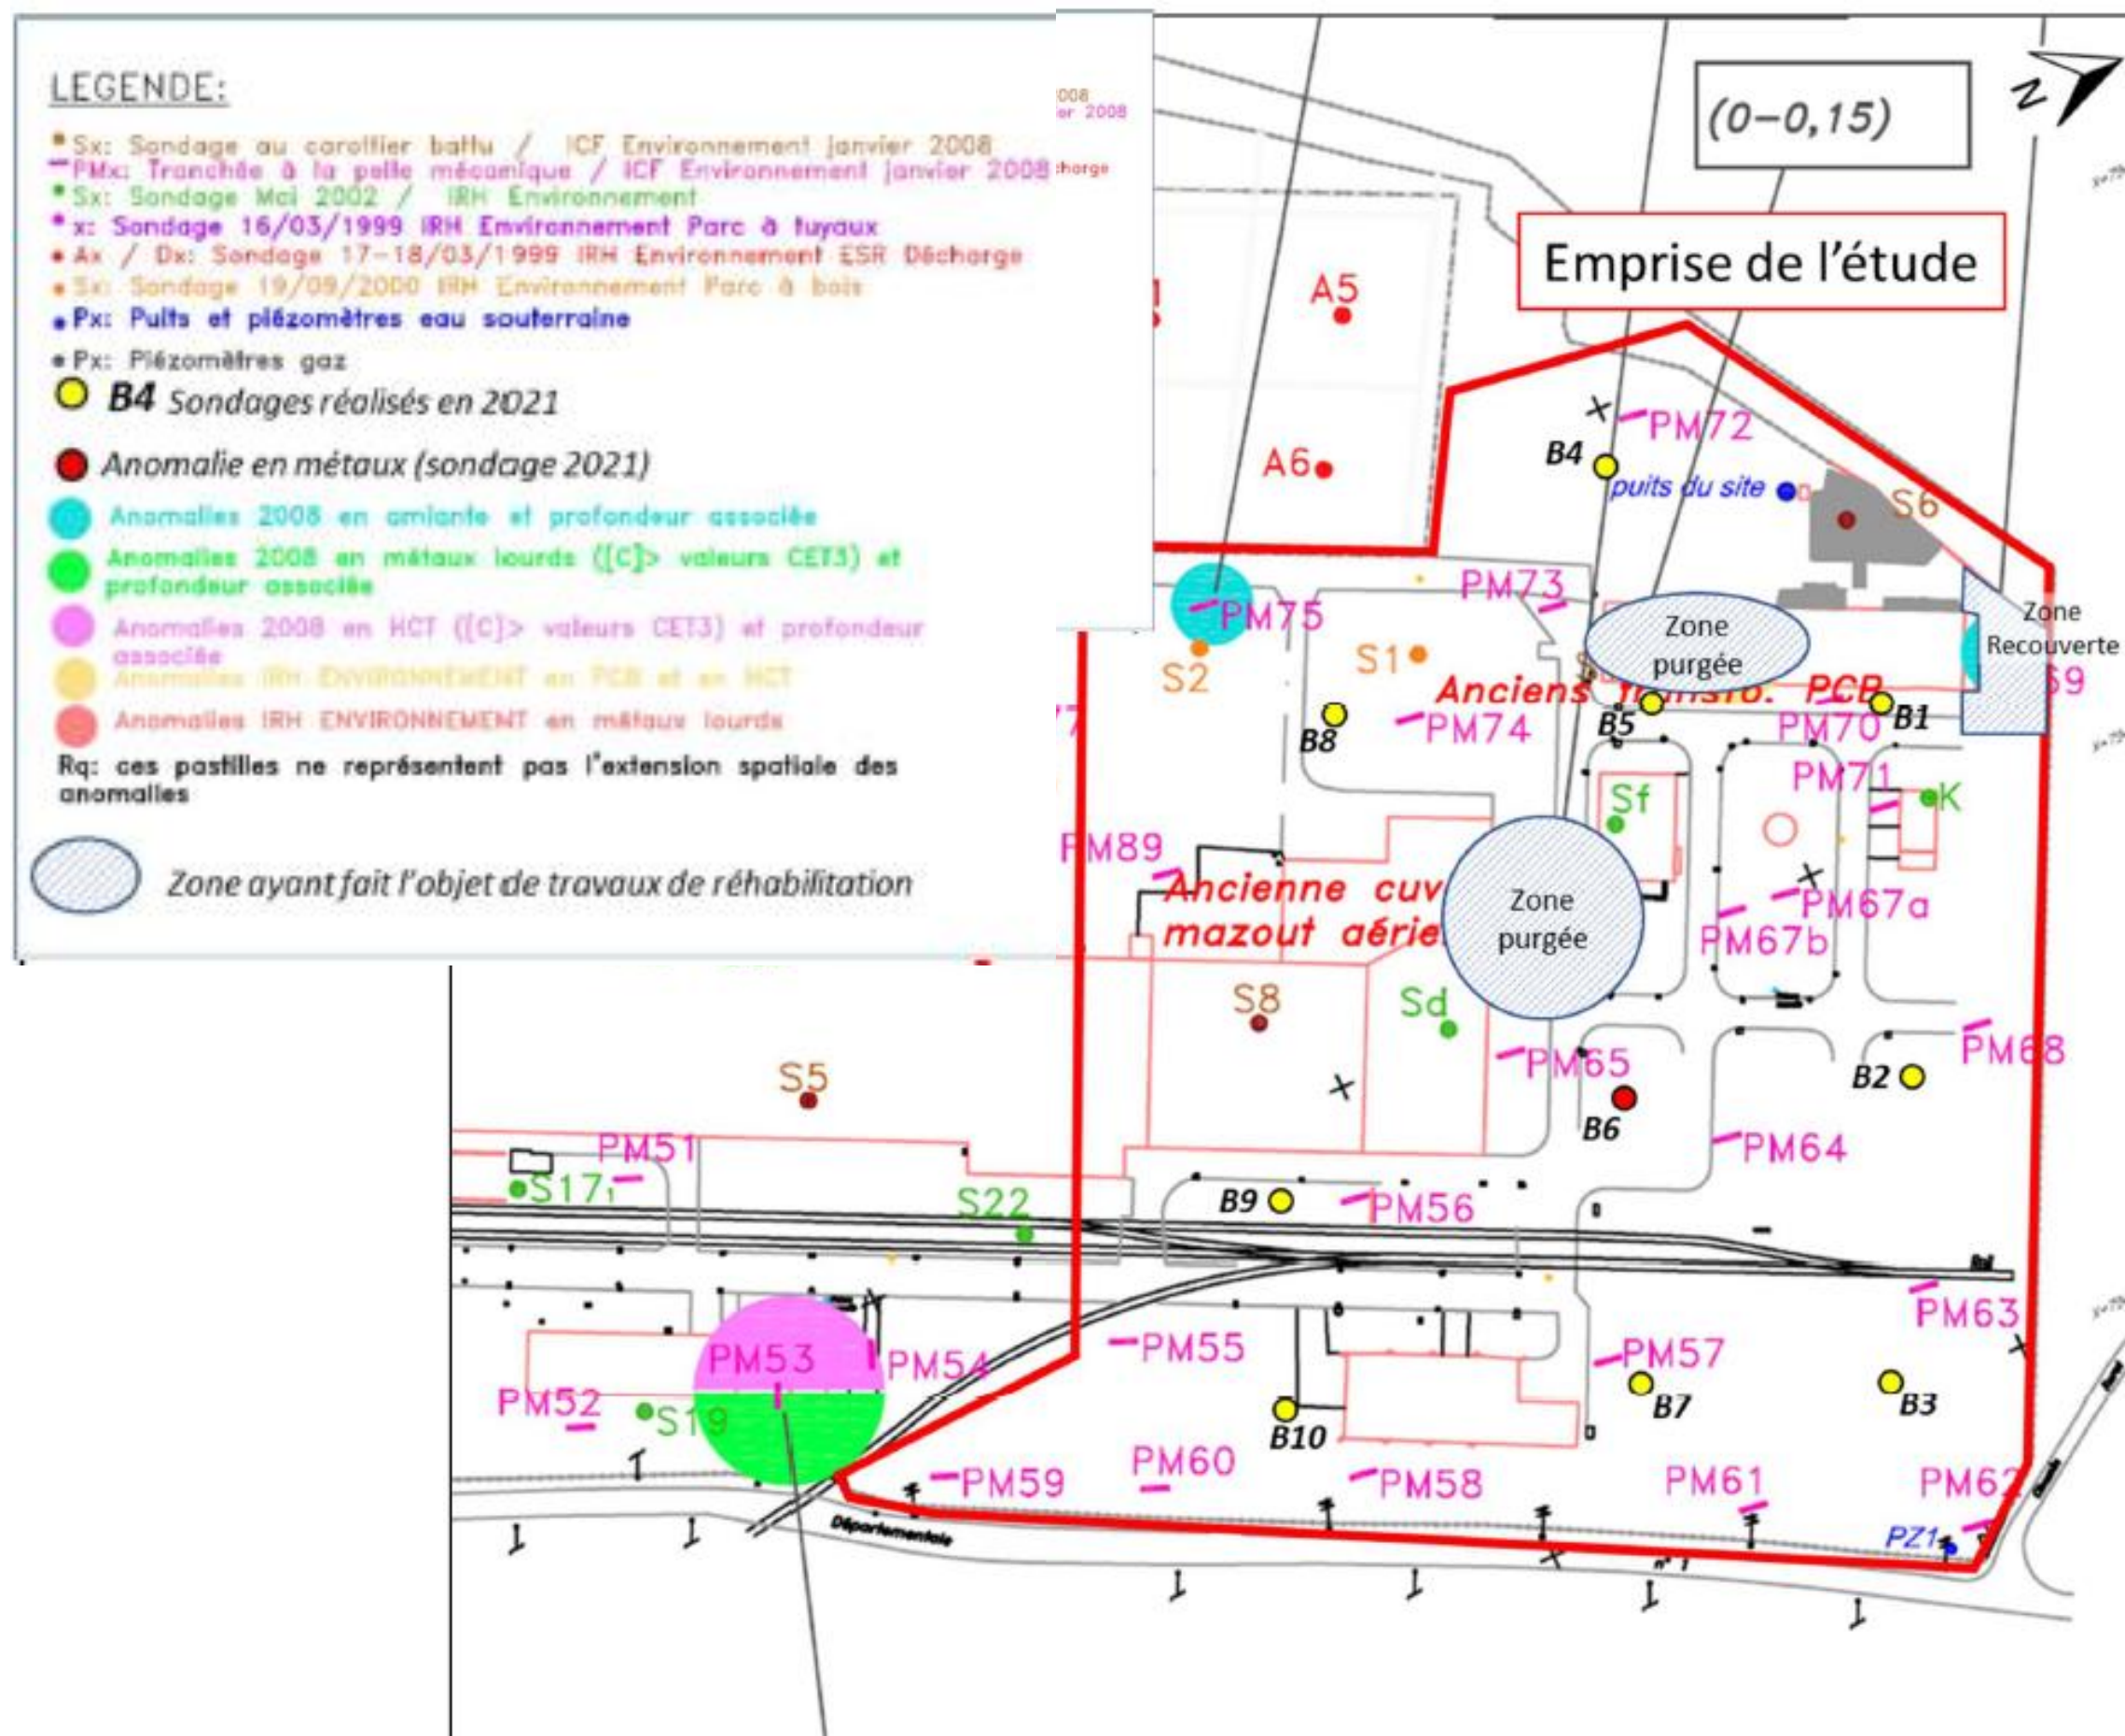 LEGENDE:
Sx: Sondage au carottier battu / ICF Environnement janvier 2008
PMx: Tranchée à la pelle mécanique / ICF Environnement janvier 2008
Sx: Sondage Mai 2002 / IRH Environnement
x: Sondage 16/03/1999 IRH Environnement Parc à tuyaux
Ax / Dx: Sondage 17-18/03/1999 IRH Environnement ESR Décharge
Sx: Sondage 19/09/2000 IRH Environnement Parc à bois
Px: Puits et piézomètres eau souterraine
Px: Piézomètres gaz
B4 Sondages réalisés en 2021
Anomalie en métaux (sondage 2021)
Anomalies 2008 en amiante et profondeur associée
Anomalies 2008 en métaux lourds ([C]> valeurs CET3) et
profondeur associée
Anomalies 2008 en HCT ([C]> valeurs CET3) et profondeur
associée
Anomalies IRH ENVIRONNEMENT en PCB et en HCT
Anomalies IRH ENVIRONNEMENT en métaux lourds
Rq: ces pastilles ne représentent pas l'extension spatiale des
anomalies
Zone ayant fait l'objet de travaux de réhabilitation
008
er 2008
charge
N
(0-0,15)
Emprise de l'étude
A5
A6
PM72
B4
puits du site
S6
PM73
PM75
S2
S1
Zone
purgée
Zone
Recouverte
S9
Anciens transfo. PCB
B5
B1
PM70
B8
PM74
PM71
Sf
K
PM89
Ancienne cuv
mazout aérie
Zone
purgée
PM67a
PM67b
S8
Sd
PM68
PM65
B2
S5
B6
PM64
PM51
S17
S22
B9
PM56
PM63
PM53
PM54
PM55
PM57
PM52
S19
B7
B3
B10
PM59
PM60
PM58
PM61
PM62
PZ1
Départementale
n° 1